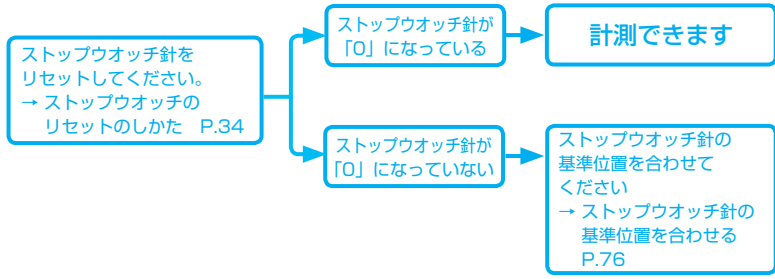 ストップウオッチ針を
リセットしてください。
→ ストップウオッチの
リセットのしかた P.34
ストップウオッチ針が
「0」になっている
計測できます
ストップウオッチ針が
「0」になっていない
ストップウオッチ針の
基準位置を合わせて
ください
→ ストップウオッチ針の
基準位置を合わせる
P.76